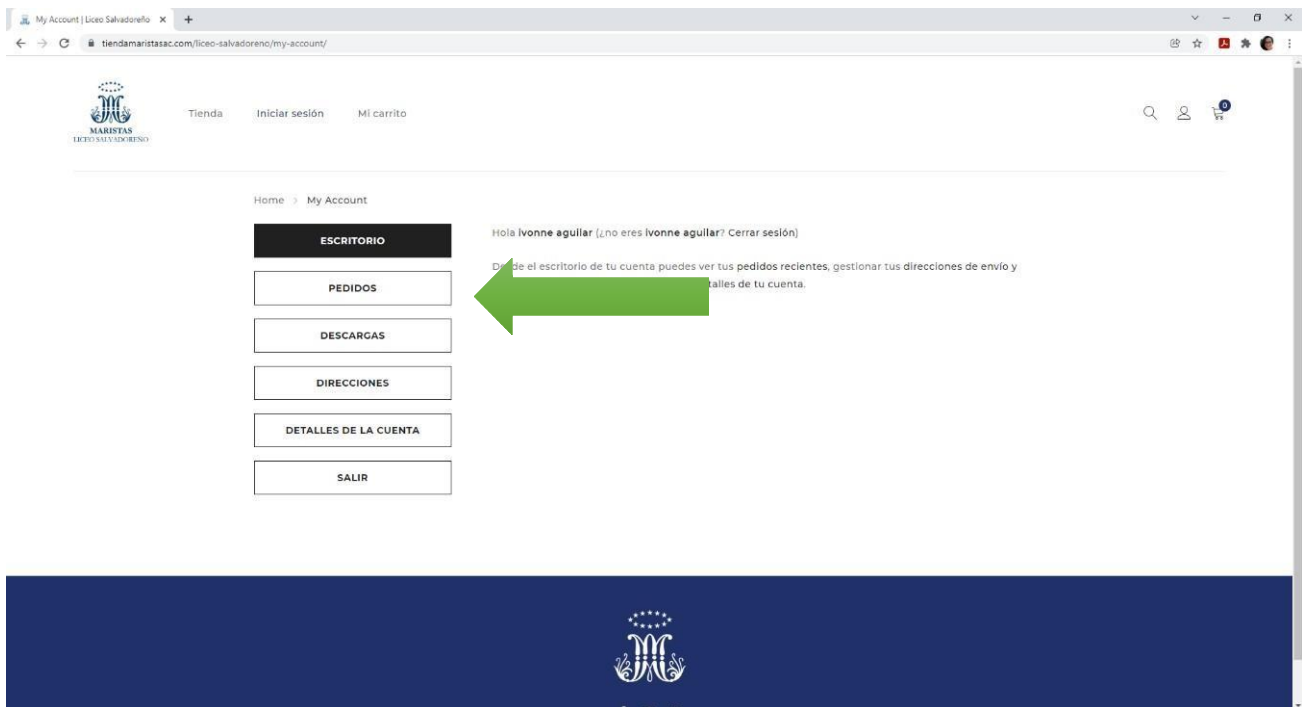 My Account | Liceo Salvadoreño
tiendamaristasac.com/liceo-salvadoreno/my-account/
MARISTAS
LICEO SALVADOREÑO
Tienda
Iniciar sesión
Mi carrito
0
Home > My Account
ESCRITORIO
PEDIDOS
DESCARGAS
DIRECCIONES
DETALLES DE LA CUENTA
SALIR
Hola ivonne aguilar (¿no eres ivonne aguilar? Cerrar sesión)
el escritorio de tu cuenta puedes ver tus pedidos recientes, gestionar tus direcciones de envío y
de tu cuenta.